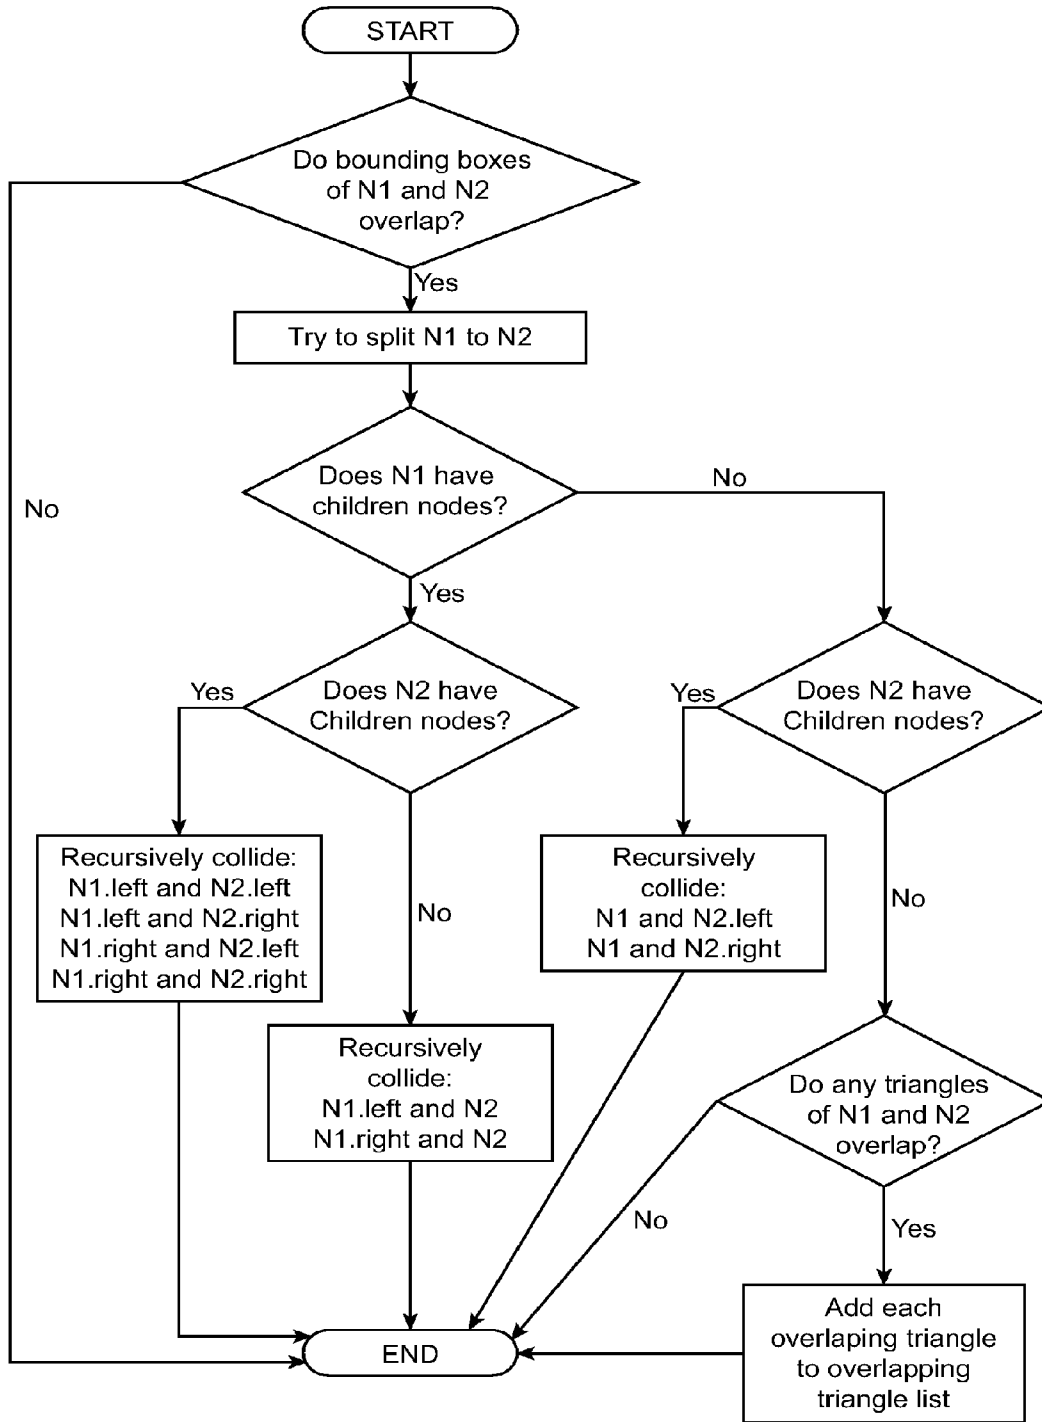 START
Do bounding boxes
of N1 and N2
overlap?
Yes
Try to split N1 to N2
Does N1 have
children nodes?
No
No
Yes
Does N2 have
Children nodes?
Yes
Does N2 have
Children nodes?
Yes
Recursively collide:
N1.left and N2.left
N1.left and N2.right
N1.right and N2.left
N1.right and N2.right
No
Recursively
collide:
N1 and N2.left
N1 and N2.right
No
Recursively
collide:
N1.left and N2
N1.right and N2
Do any triangles
of N1 and N2
overlap?
No
Yes
END
Add each
overlaping triangle
to overlapping
triangle list